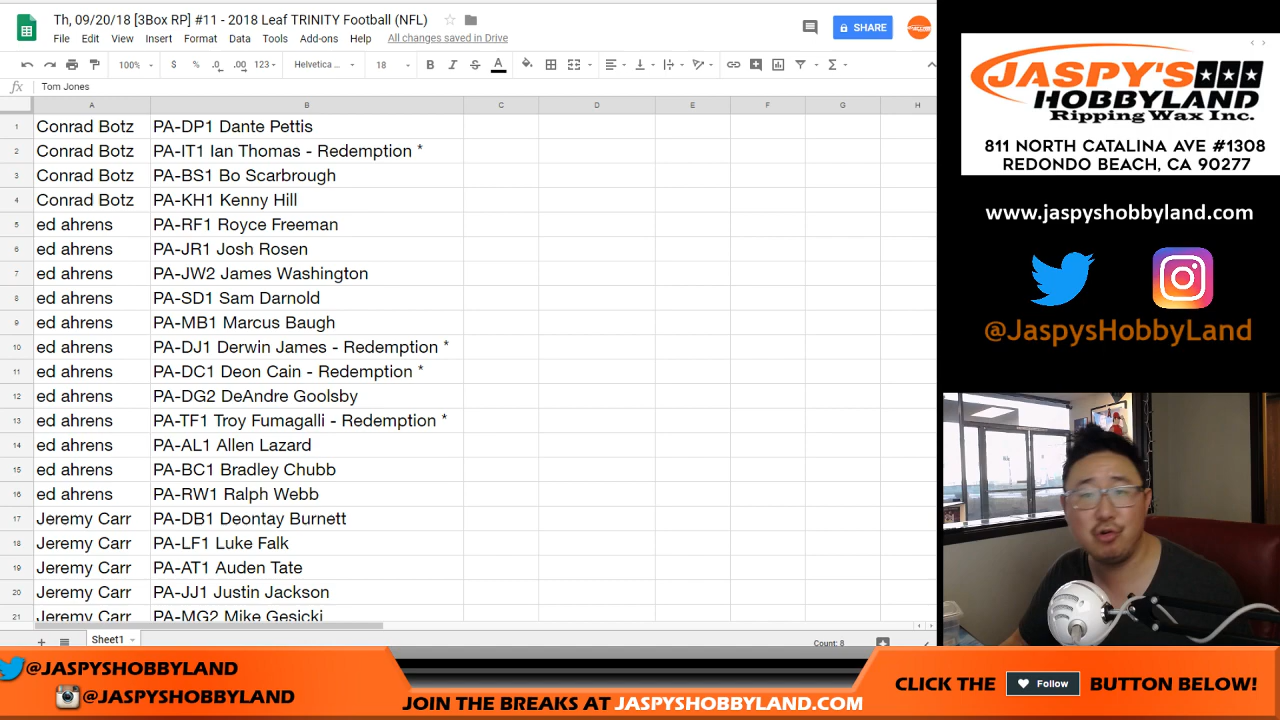 Th, 09/20/18 [3Box RP] #11 - 2018 Leaf TRINITY Football (NFL)
File Edit View Insert Format Data Tools Add-ons Help All changes saved in Drive
SHARE
100% $ % .0 .00 123 Helvetica ... 18 B I S A
fx Tom Jones
A B C D E F G H
1 Conrad Botz PA-DP1 Dante Pettis
2 Conrad Botz PA-IT1 Ian Thomas - Redemption *
3 Conrad Botz PA-BS1 Bo Scarbrough
4 Conrad Botz PA-KH1 Kenny Hill
5 ed ahrens PA-RF1 Royce Freeman
6 ed ahrens PA-JR1 Josh Rosen
7 ed ahrens PA-JW2 James Washington
8 ed ahrens PA-SD1 Sam Darnold
9 ed ahrens PA-MB1 Marcus Baugh
10 ed ahrens PA-DJ1 Derwin James - Redemption *
11 ed ahrens PA-DC1 Deon Cain - Redemption *
12 ed ahrens PA-DG2 DeAndre Goolsby
13 ed ahrens PA-TF1 Troy Fumagalli - Redemption *
14 ed ahrens PA-AL1 Allen Lazard
15 ed ahrens PA-BC1 Bradley Chubb
16 ed ahrens PA-RW1 Ralph Webb
17 Jeremy Carr PA-DB1 Deontay Burnett
18 Jeremy Carr PA-LF1 Luke Falk
19 Jeremy Carr PA-AT1 Auden Tate
20 Jeremy Carr PA-JJ1 Justin Jackson
21 Jeremy Carr PA-MG2 Mike Gesicki
Sheet1
Count: 8
JASPY'S
HOBBYLAND
Ripping Wax Inc.
811 NORTH CATALINA AVE #1308
REDONDO BEACH, CA 90277
www.jaspyshobbyland.com
@JaspysHobbyLand
@JASPYSHOBBYLAND
@JASPYSHOBBYLAND
JOIN THE BREAKS AT JASPYSHOBBYLAND.COM
CLICK THE Follow BUTTON BELOW!